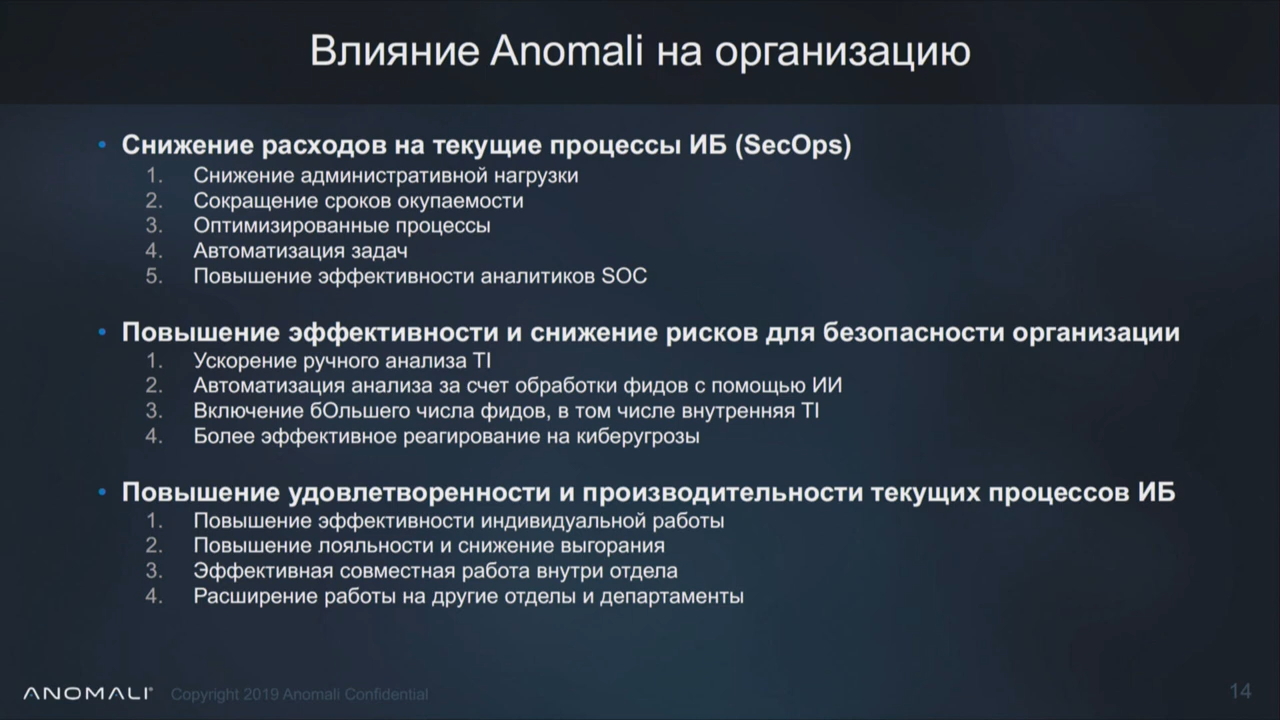 Влияние Anomali на организацию
• Снижение расходов на текущие процессы ИБ (SecOps)
1. Снижение административной нагрузки
2. Сокращение сроков окупаемости
3. Оптимизированные процессы
4. Автоматизация задач
5. Повышение эффективности аналитиков SOC
• Повышение эффективности и снижение рисков для безопасности организации
1. Ускорение ручного анализа TI
2. Автоматизация анализа за счет обработки фидов с помощью ИИ
3. Включение бОльшего числа фидов, в том числе внутренняя TI
4. Более эффективное реагирование на киберугрозы
• Повышение удовлетворенности и производительности текущих процессов ИБ
1. Повышение эффективности индивидуальной работы
2. Повышение лояльности и снижение выгорания
3. Эффективная совместная работа внутри отдела
4. Расширение работы на другие отделы и департаменты
ANOMALI® Copyright 2019 Anomali Confidential 14